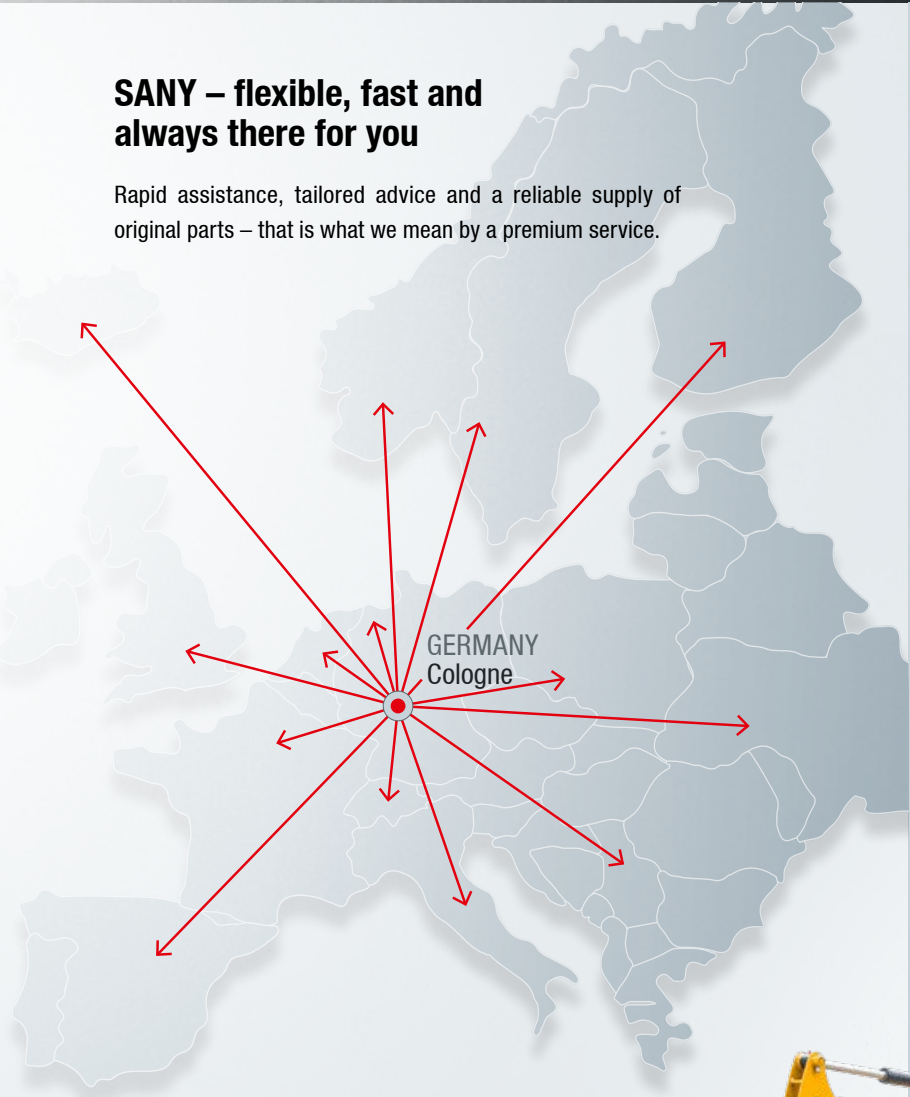 SANY – flexible, fast and
always there for you
Rapid assistance, tailored advice and a reliable supply of
original parts – that is what we mean by a premium service.
GERMANY
Cologne